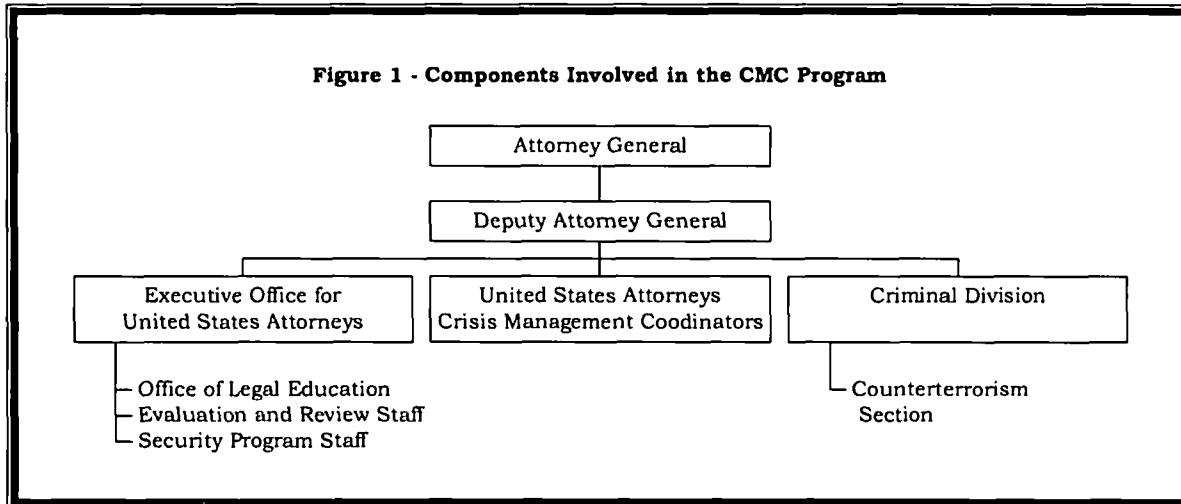 Figure 1 - Components Involved in the CMC Program
Attorney General
Deputy Attorney General
Executive Office for
United States Attorneys
United States Attorneys
Crisis Management Coodinators
Criminal Division
Office of Legal Education
Evaluation and Review Staff
Security Program Staff
Counterterrorism
Section